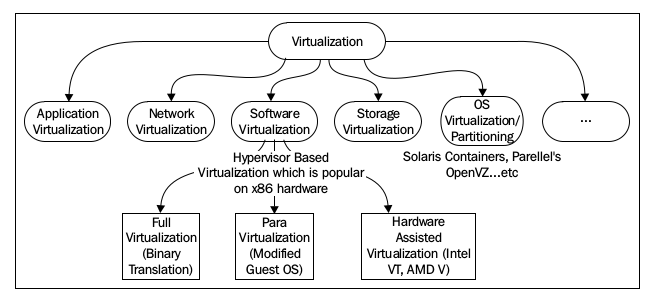 Virtualization
Application
Virtualization
Network
Virtualization
Software
Virtualization
Storage
Virtualization
OS
Virtualization/
Partitioning
...
Solaris Containers, Parellel's
OpenVZ...etc
Hypervisor Based
Virtualization which is popular
on x86 hardware
Full
Virtualization
(Binary
Translation)
Para
Virtualization
(Modified
Guest OS)
Hardware
Assisted
Virtualization (Intel
VT, AMD V)